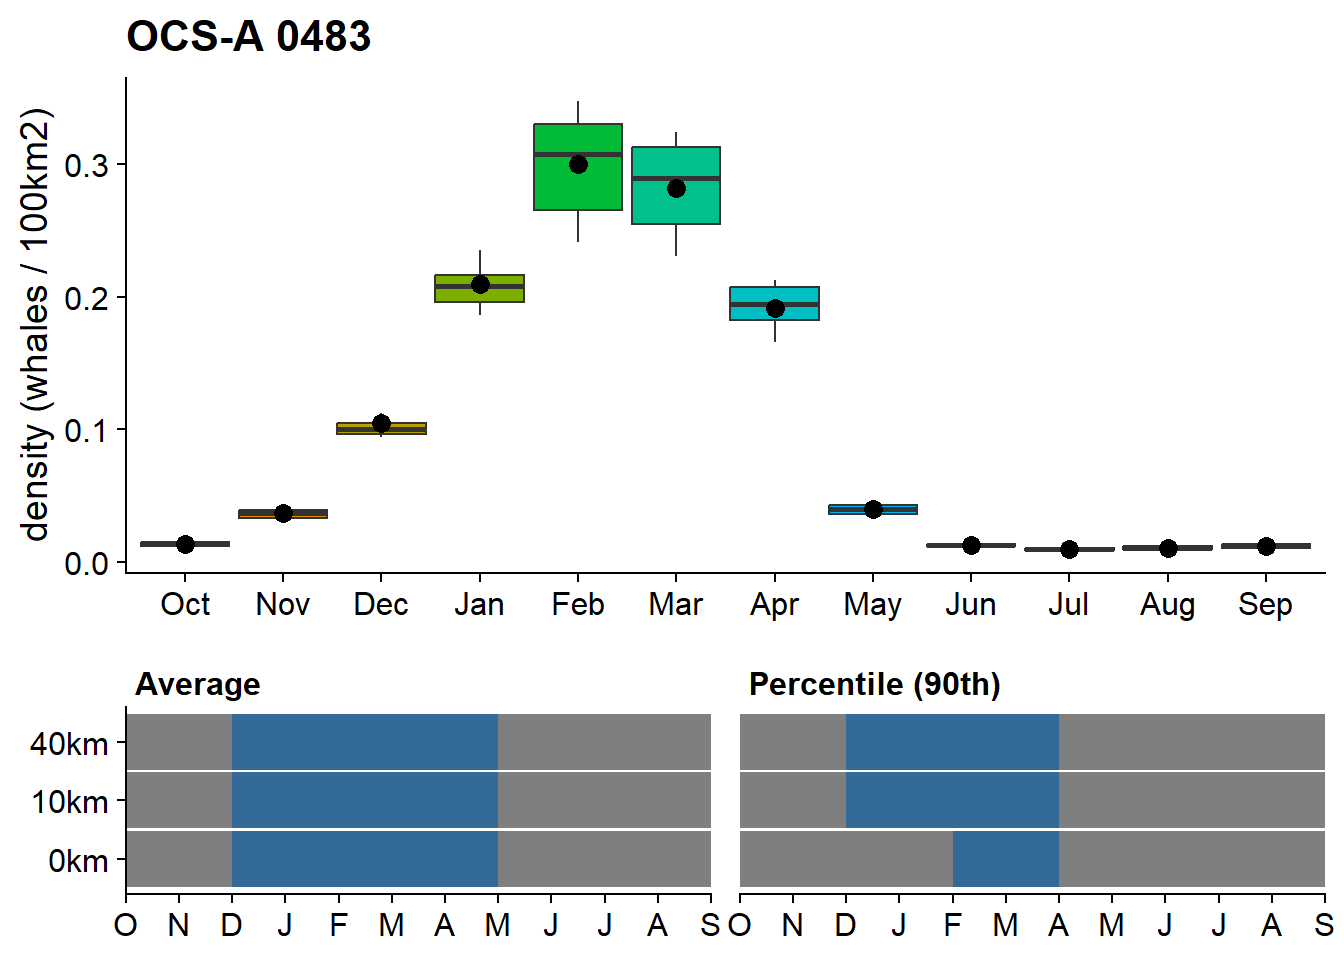 OCS-A 0483
density (whales / 100km2)
0.3
0.2
0.1
0.0
Oct Nov Dec Jan Feb Mar Apr May Jun Jul Aug Sep
Average Percentile (90th)
40km
10km
0km
O N D J F M A M J J A S O N D J F M A M J J A S